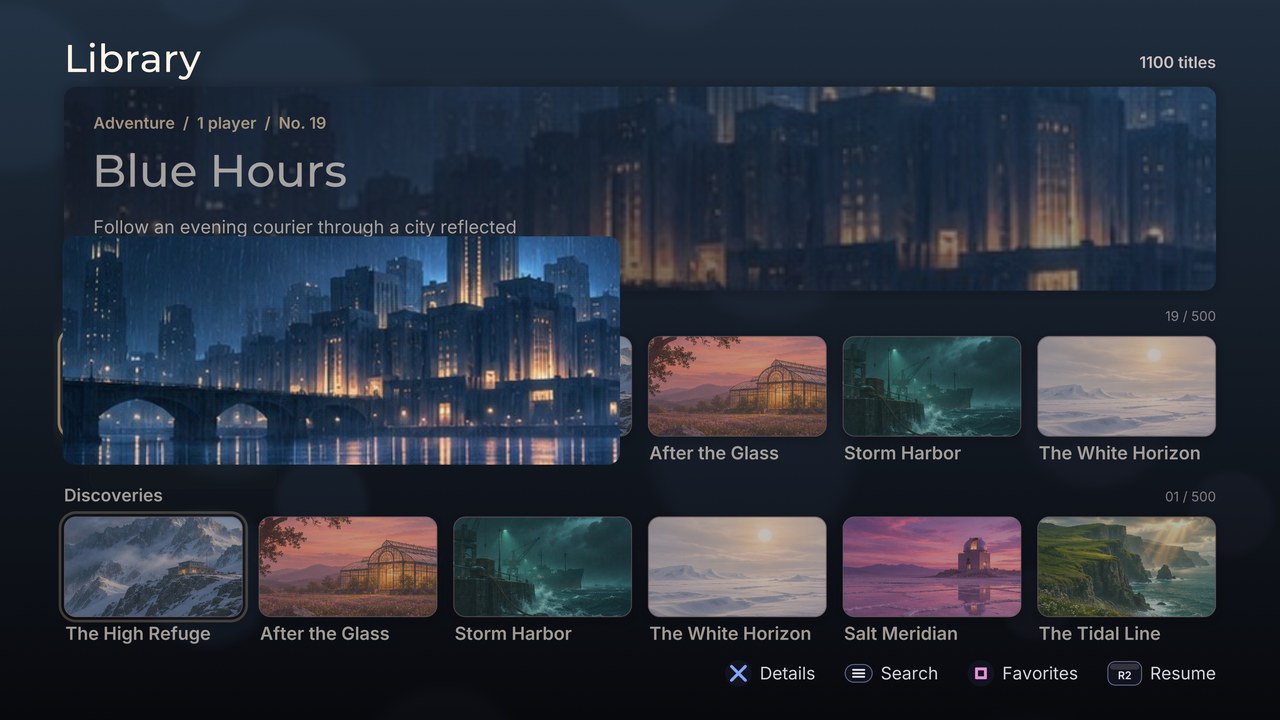 Library
1100 titles
Adventure / 1 player / No. 19
Blue Hours
Follow an evening courier through a city reflected
19 / 500
After the Glass
Storm Harbor
The White Horizon
Discoveries
01 / 500
The High Refuge
After the Glass
Storm Harbor
The White Horizon
Salt Meridian
The Tidal Line
Details
Search
Favorites
R2
Resume